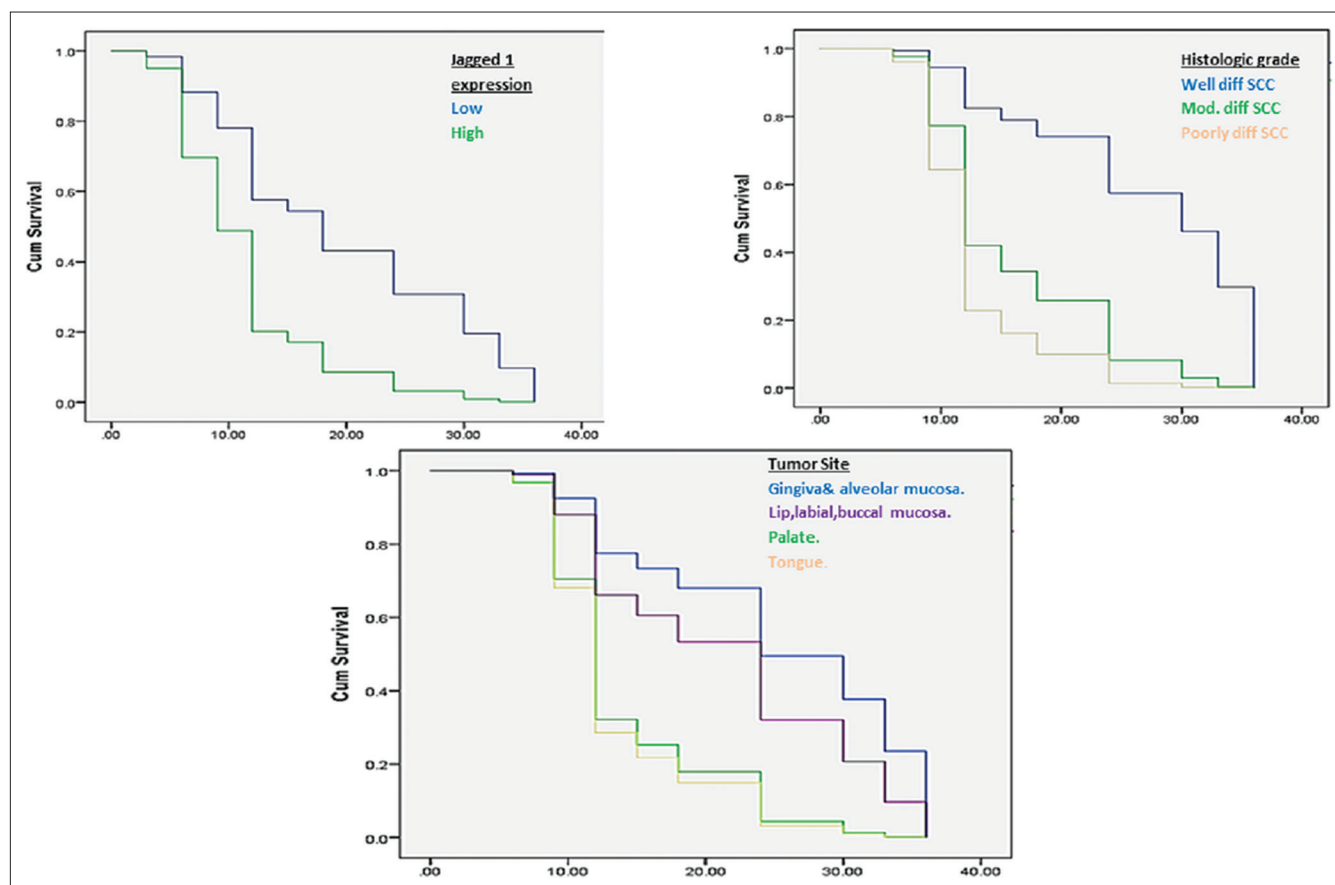 Jagged 1
expression
Low
High
Cum Survival
1.0
0.8
0.6
0.4
0.2
0.0
.00 10.00 20.00 30.00 40.00
Histologic grade
Well diff SCC
Mod. diff SCC
Poorly diff SCC
Cum Survival
1.0
0.8
0.6
0.4
0.2
0.0
.00 10.00 20.00 30.00 40.00
Tumor Site
Gingiva& alveolar mucosa.
Lip,labial,buccal mucosa.
Palate.
Tongue.
Cum Survival
1.0
0.8
0.6
0.4
0.2
0.0
.00 10.00 20.00 30.00 40.00